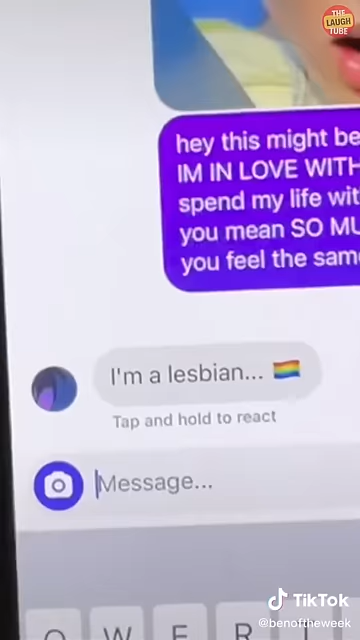 THE
LAUGH
TUBE
hey this might be
IM IN LOVE WITH
spend my life wit
you mean SO MU
you feel the same
I'm a lesbian... 🏳️‍🌈
Tap and hold to react
Message...
W E R
TikTok
@benoftheweek